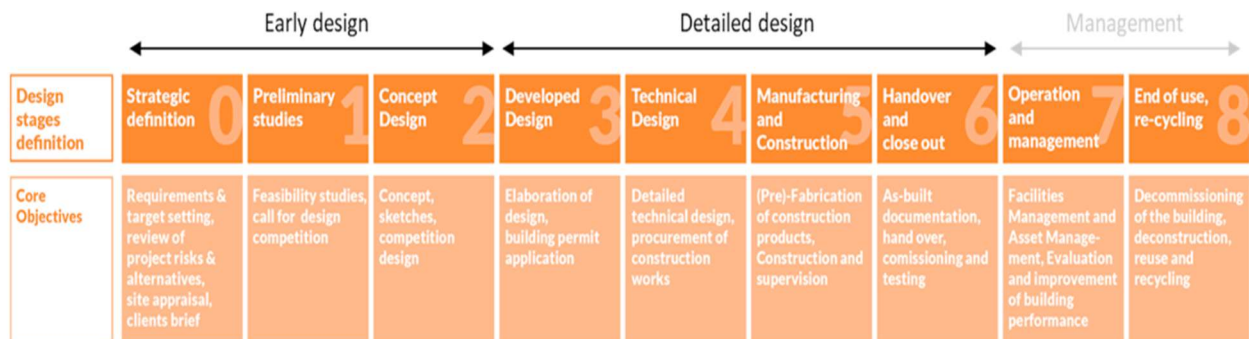 Early design
Detailed design
Management
Design
stages
definition
Strategic
definition
0
Preliminary
studies
1
Concept
Design
2
Developed
Design
3
Technical
Design
4
Manufacturing
and
Construction
5
Handover
and
close out
6
Operation
and
management
7
End of use,
re-cycling
8
Core
Objectives
Requirements &
target setting,
review of
project risks &
alternatives,
site appraisal,
clients brief
Feasibility studies,
call for design
competition
Concept,
sketches,
competition
design
Elaboration of
design,
building permit
application
Detailed
technical design,
procurement of
construction
works
(Pre)-Fabrication
of construction
products,
Construction and
supervision
As-built
documentation,
hand over,
comissioning and
testing
Facilities
Management and
Asset Manage-
ment, Evaluation
and improvement
of building
performance
Decommissioning
of the building,
deconstruction,
reuse and
recycling